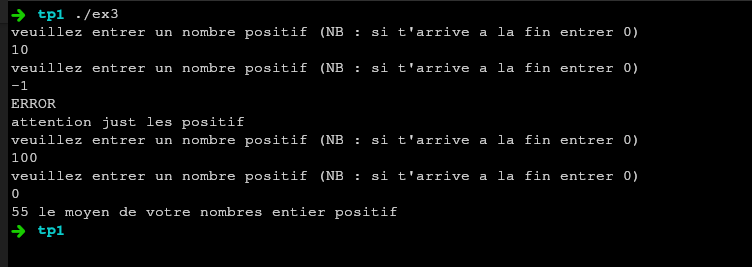 ➜ tp1 ./ex3
veuillez entrer un nombre positif (NB : si t'arrive a la fin entrer 0)
10
veuillez entrer un nombre positif (NB : si t'arrive a la fin entrer 0)
-1
ERROR
attention just les positif
veuillez entrer un nombre positif (NB : si t'arrive a la fin entrer 0)
100
veuillez entrer un nombre positif (NB : si t'arrive a la fin entrer 0)
0
55 le moyen de votre nombres entier positif
➜ tp1